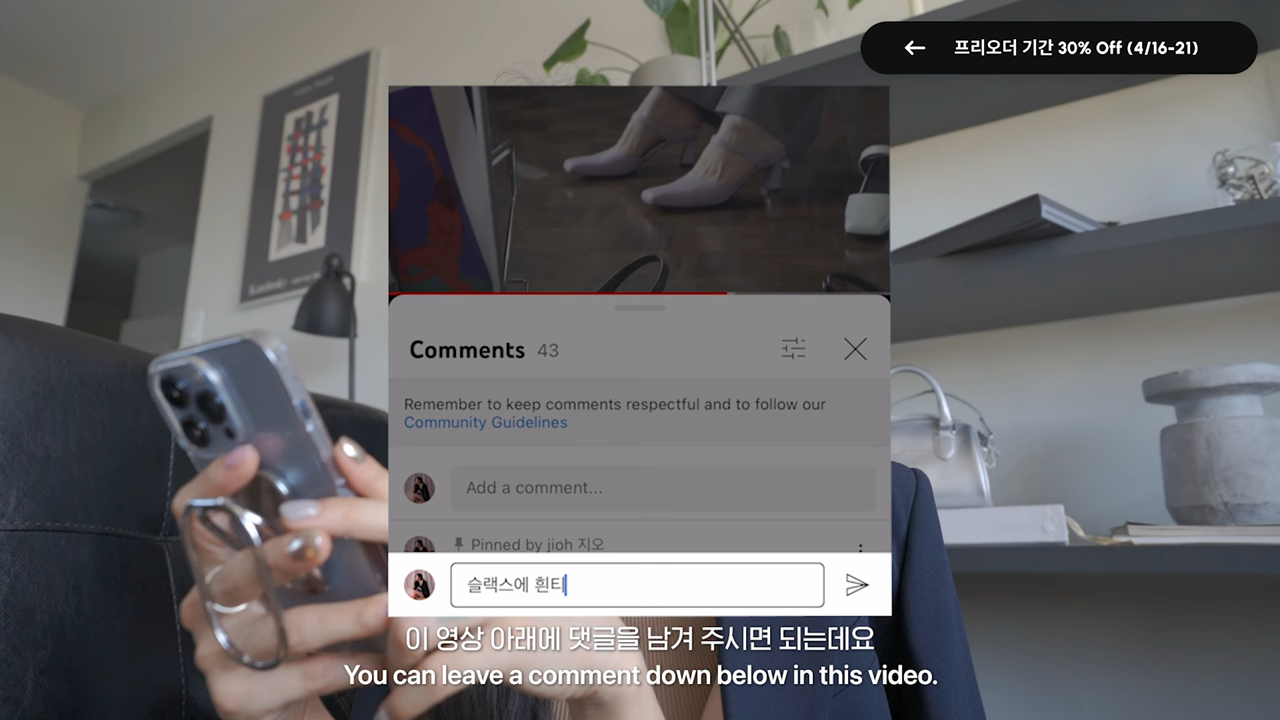 프리오더 기간 30% Off (4/16-21)
Comments 43
Remember to keep comments respectful and to follow our
Community Guidelines
Add a comment...
Pinned by jioh 지오
슬랙스에 흰티
이 영상 아래에 댓글을 남겨 주시면 되는데요
You can leave a comment down below in this video.